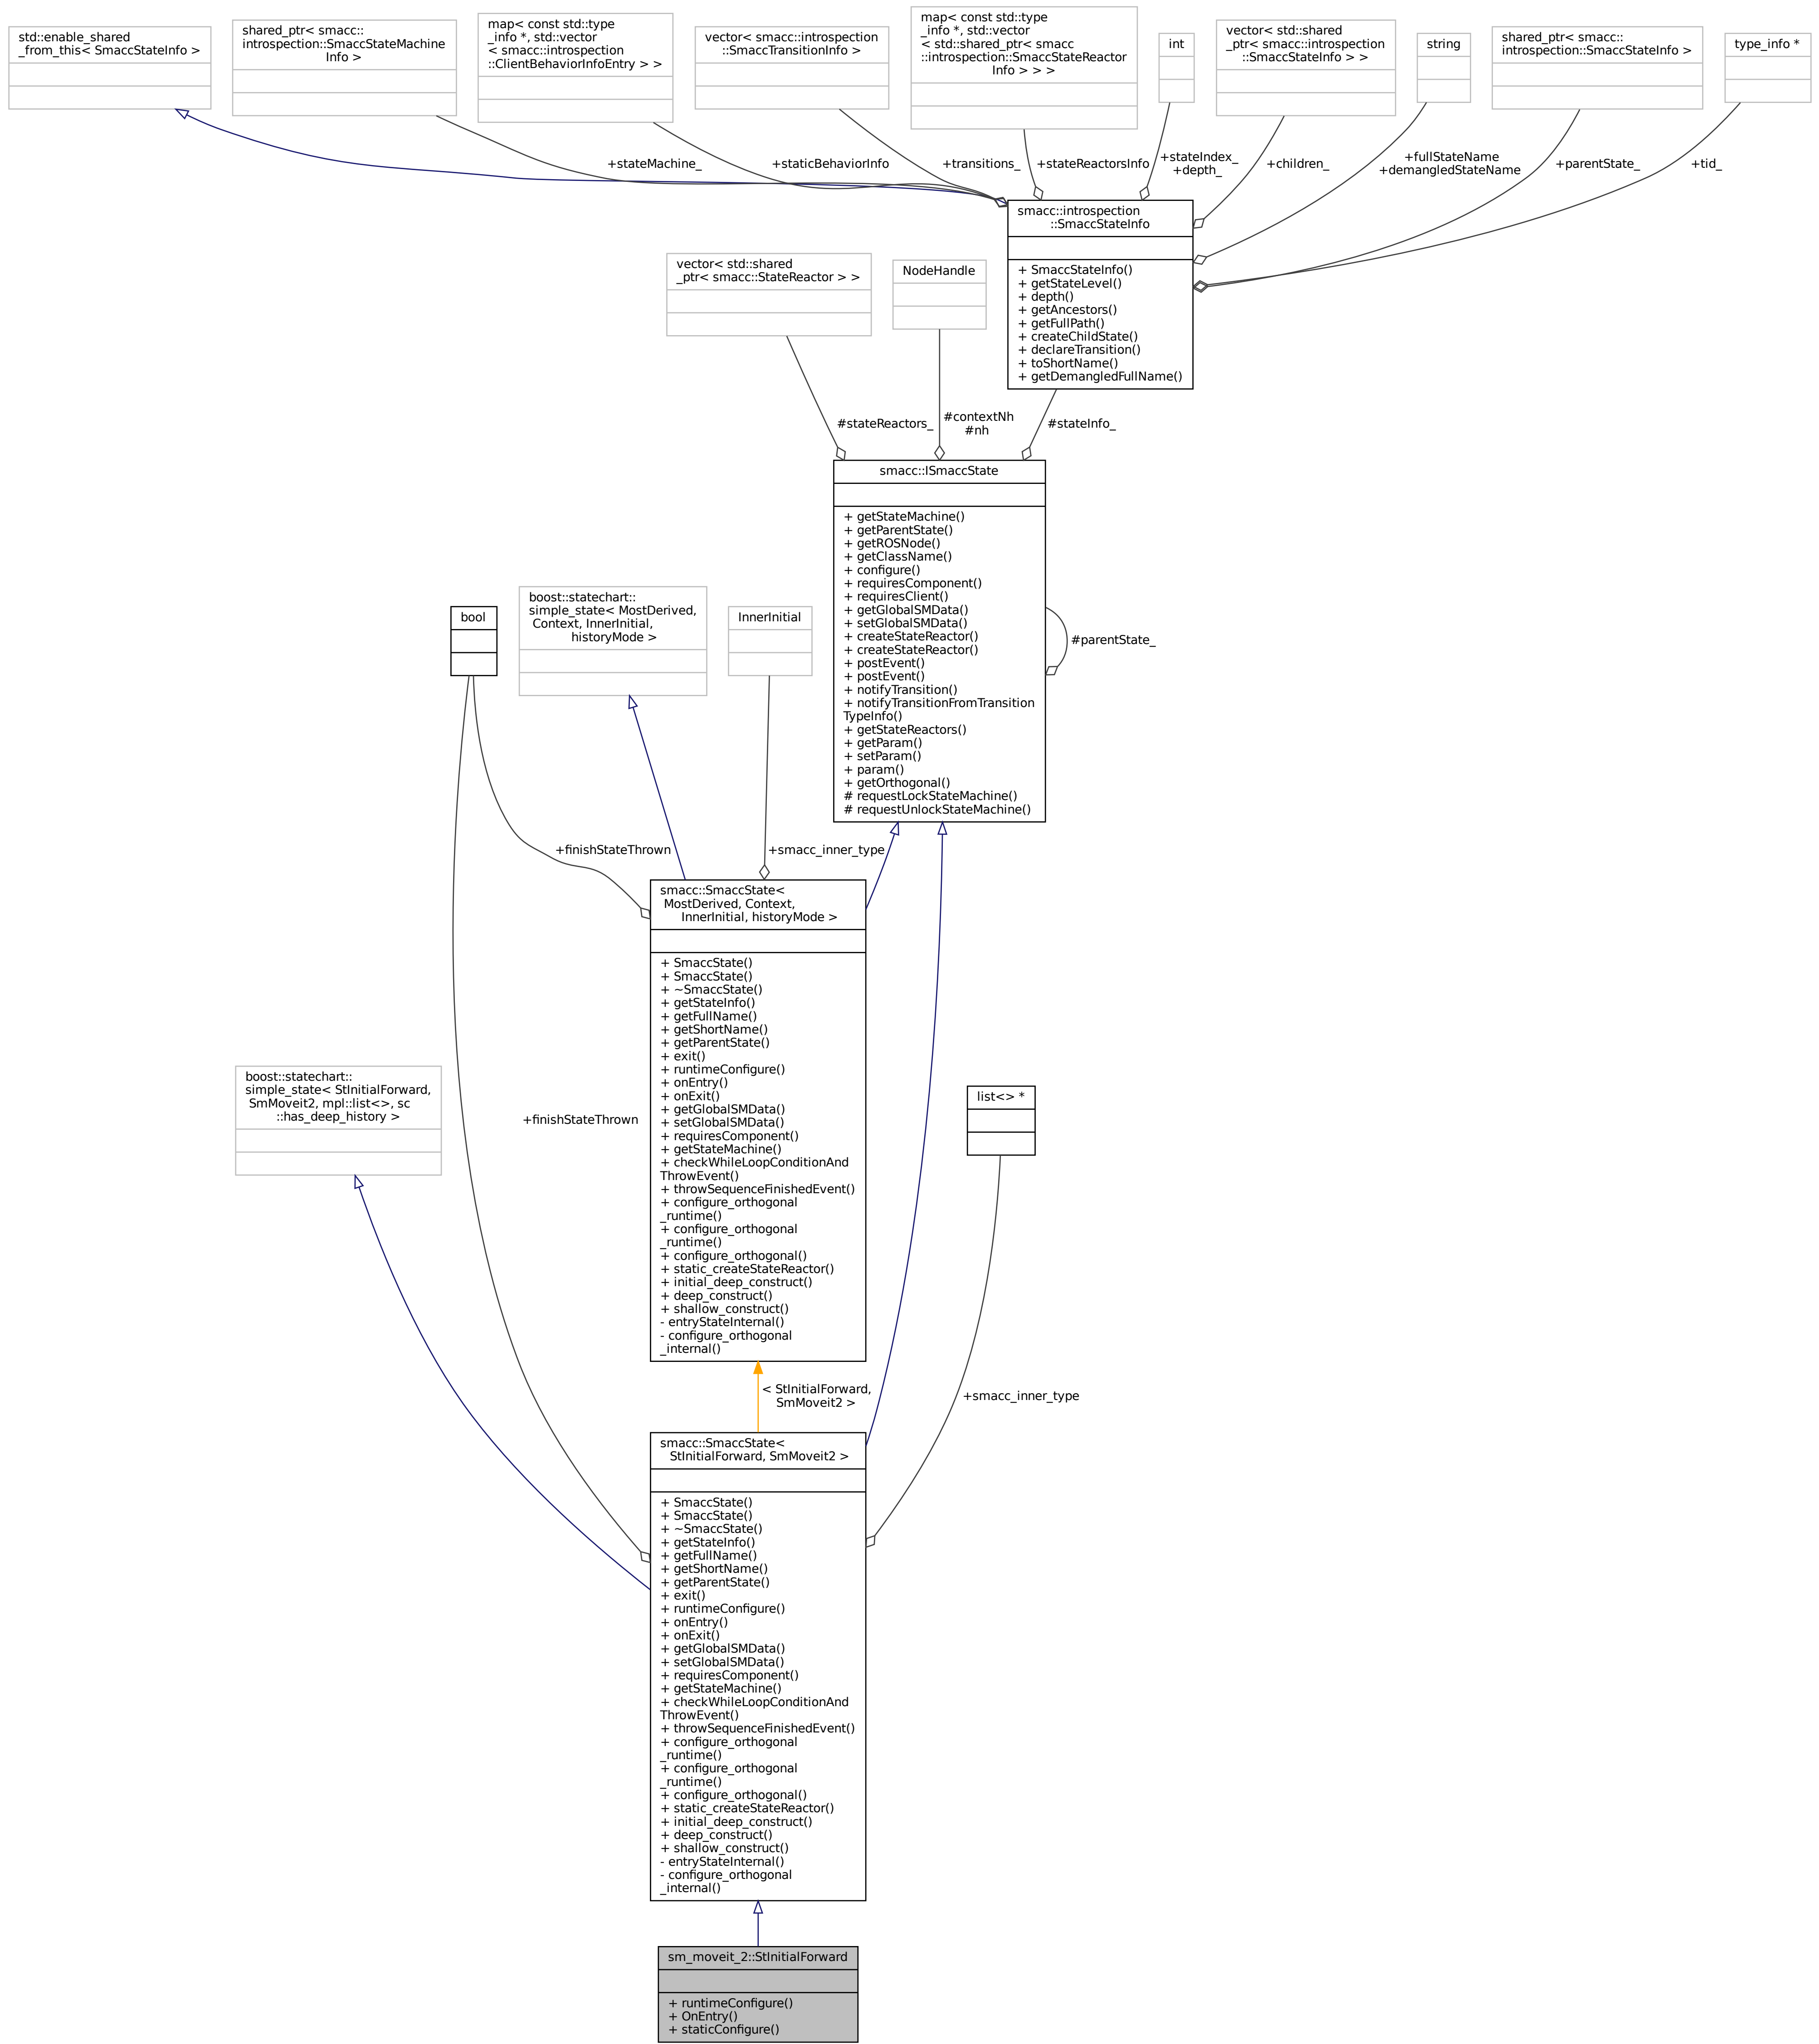 std::enable_shared
_from_this< SmaccStateInfo >
shared_ptr< smacc::
introspection::SmaccStateMachine
Info >
map< const std::type
_info *, std::vector
< smacc::introspection
::ClientBehaviorInfoEntry > >
vector< smacc::introspection
::SmaccTransitionInfo >
map< const std::type
_info *, std::vector
< std::shared_ptr< smacc
::introspection::SmaccStateReactor
Info > > >
int
vector< std::shared
_ptr< smacc::introspection
::SmaccStateInfo > >
string
shared_ptr< smacc::
introspection::SmaccStateInfo >
type_info *
+stateMachine_
+staticBehaviorInfo
+transitions_
+stateReactorsInfo
+stateIndex_
+depth_
+children_
+fullStateName
+demangledStateName
+parentState_
+tid_
smacc::introspection
::SmaccStateInfo
+ SmaccStateInfo()
+ getStateLevel()
+ depth()
+ getAncestors()
+ getFullPath()
+ createChildState()
+ declareTransition()
+ toShortName()
+ getDemangledFullName()
vector< std::shared
_ptr< smacc::StateReactor > >
NodeHandle
#stateReactors_
#contextNh
#nh
#stateInfo_
smacc::ISmaccState
+ getStateMachine()
+ getParentState()
+ getROSNode()
+ getClassName()
+ configure()
+ requiresComponent()
+ requiresClient()
+ getGlobalSMData()
+ setGlobalSMData()
+ createStateReactor()
+ createStateReactor()
+ postEvent()
+ postEvent()
+ notifyTransition()
+ notifyTransitionFromTransition
TypeInfo()
+ getStateReactors()
+ getParam()
+ setParam()
+ param()
+ getOrthogonal()
# requestLockStateMachine()
# requestUnlockStateMachine()
#parentState_
bool
boost::statechart::
simple_state< MostDerived,
Context, InnerInitial,
historyMode >
InnerInitial
+finishStateThrown
+smacc_inner_type
smacc::SmaccState<
MostDerived, Context,
InnerInitial, historyMode >
+ SmaccState()
+ SmaccState()
+ ~SmaccState()
+ getStateInfo()
+ getFullName()
+ getShortName()
+ getParentState()
+ exit()
+ runtimeConfigure()
+ onEntry()
+ onExit()
+ getGlobalSMData()
+ setGlobalSMData()
+ requiresComponent()
+ getStateMachine()
+ checkWhileLoopConditionAnd
ThrowEvent()
+ throwSequenceFinishedEvent()
+ configure_orthogonal
_runtime()
+ configure_orthogonal
_runtime()
+ configure_orthogonal()
+ static_createStateReactor()
+ initial_deep_construct()
+ deep_construct()
+ shallow_construct()
- entryStateInternal()
- configure_orthogonal
_internal()
boost::statechart::
simple_state< StInitialForward,
SmMoveit2, mpl::list<>, sc
::has_deep_history >
+finishStateThrown
list<> *
< StInitialForward,
SmMoveit2 >
+smacc_inner_type
smacc::SmaccState<
StInitialForward, SmMoveit2 >
+ SmaccState()
+ SmaccState()
+ ~SmaccState()
+ getStateInfo()
+ getFullName()
+ getShortName()
+ getParentState()
+ exit()
+ runtimeConfigure()
+ onEntry()
+ onExit()
+ getGlobalSMData()
+ setGlobalSMData()
+ requiresComponent()
+ getStateMachine()
+ checkWhileLoopConditionAnd
ThrowEvent()
+ throwSequenceFinishedEvent()
+ configure_orthogonal
_runtime()
+ configure_orthogonal
_runtime()
+ configure_orthogonal()
+ static_createStateReactor()
+ initial_deep_construct()
+ deep_construct()
+ shallow_construct()
- entryStateInternal()
- configure_orthogonal
_internal()
sm_moveit_2::StInitialForward
+ runtimeConfigure()
+ OnEntry()
+ staticConfigure()